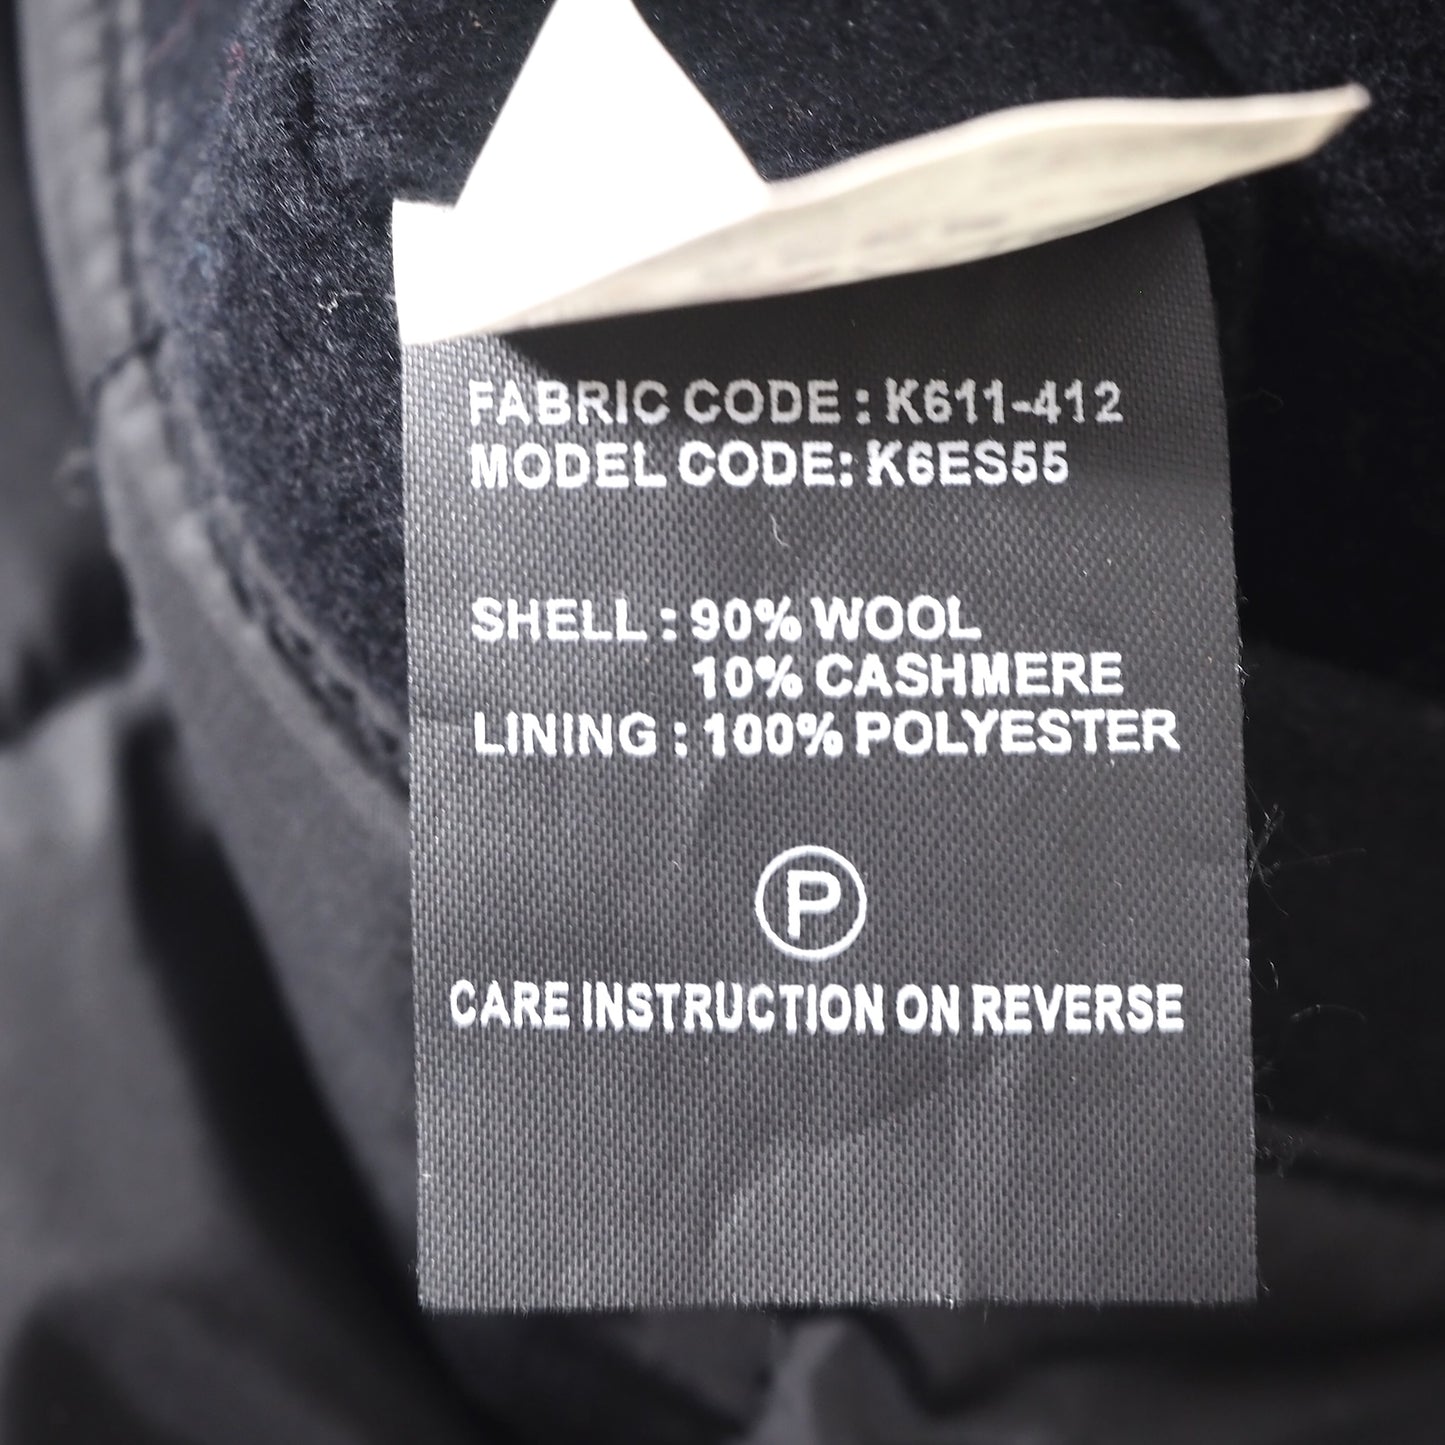 FABRIC CODE : K611-412
MODEL CODE: K6ES55
SHELL : 90% WOOL
10% CASHMERE
LINING : 100% POLYESTER
P
CARE INSTRUCTION ON REVERSE